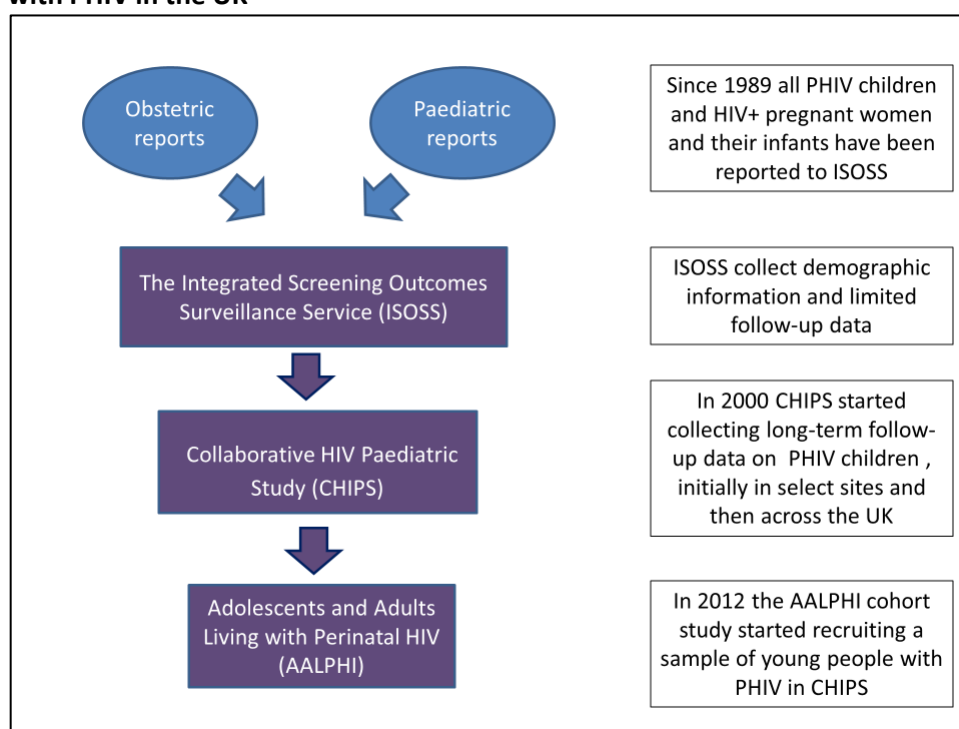 with PHIV in the UK
Obstetric
reports
Paediatric
reports
Since 1989 all PHIV children
and HIV+ pregnant women
and their infants have been
reported to ISOSS
The Integrated Screening Outcomes
Surveillance Service (ISOSS)
ISOSS collect demographic
information and limited
follow-up data
Collaborative HIV Paediatric
Study (CHIPS)
In 2000 CHIPS started
collecting long-term follow-
up data on PHIV children ,
initially in select sites and
then across the UK
Adolescents and Adults
Living with Perinatal HIV
(AALPHI)
In 2012 the AALPHI cohort
study started recruiting a
sample of young people with
PHIV in CHIPS